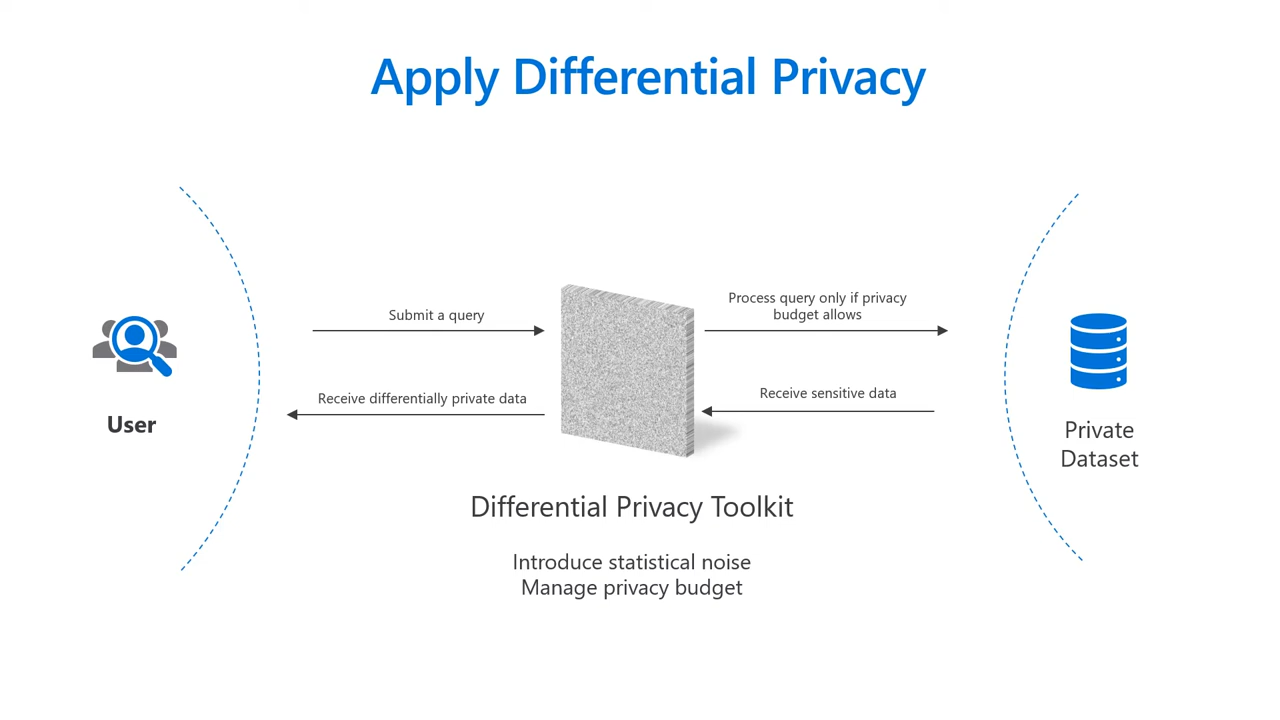 Apply Differential Privacy
Submit a query
Process query only if privacy
budget allows
Receive differentially private data
Receive sensitive data
User
Private
Dataset
Differential Privacy Toolkit
Introduce statistical noise
Manage privacy budget